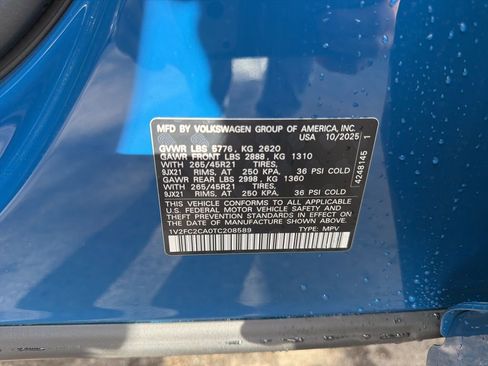 MFD BY VOLKSWAGEN GROUP OF AMERICA, INC.
USA 10/2025
GVWR LBS 5776, KG 2620
GAWR FRONT LBS 2888, KG 1310
WITH 265/45R21 TIRES,
9JX21 RIMS, AT 250 KPA, 36 PSI COLD
GAWR REAR LBS 2998, KG 1360
WITH 265/45R21 TIRES,
9JX21 RIMS, AT 250 KPA, 36 PSI COLD
THIS VEHICLE CONFORMS TO ALL APPLICABLE
U.S. FEDERAL MOTOR VEHICLE SAFETY
STANDARDS IN EFFECT ON THE
DATE OF MANUFACTURE SHOWN ABOVE.
1V2FC2CA0TC208589 TYPE: MPV
4248145 1